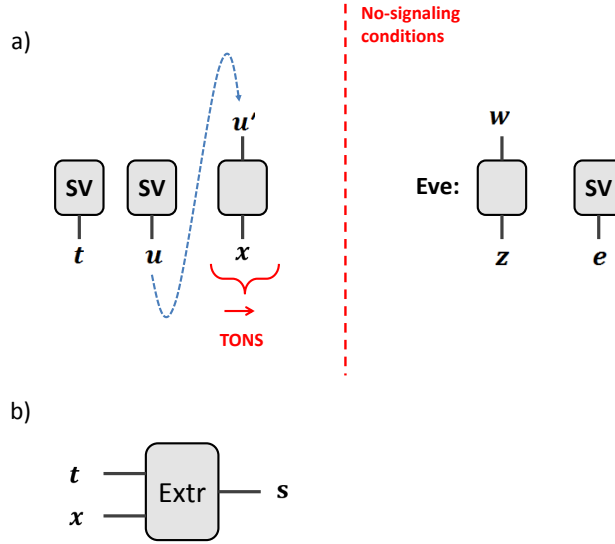 No-signaling
conditions
a)
u′
w
SV
SV
Eve:
SV
t
u
x
z
e
TONS
b)
t
x
Extr
s